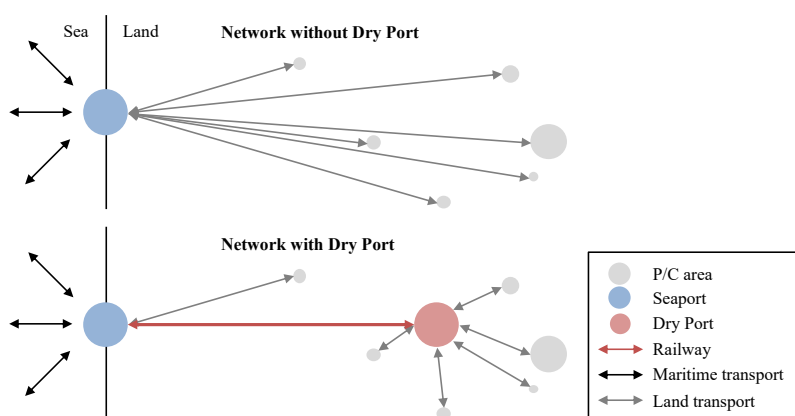 Sea Land
Network without Dry Port
Network with Dry Port
P/C area
Seaport
Dry Port
Railway
Maritime transport
Land transport